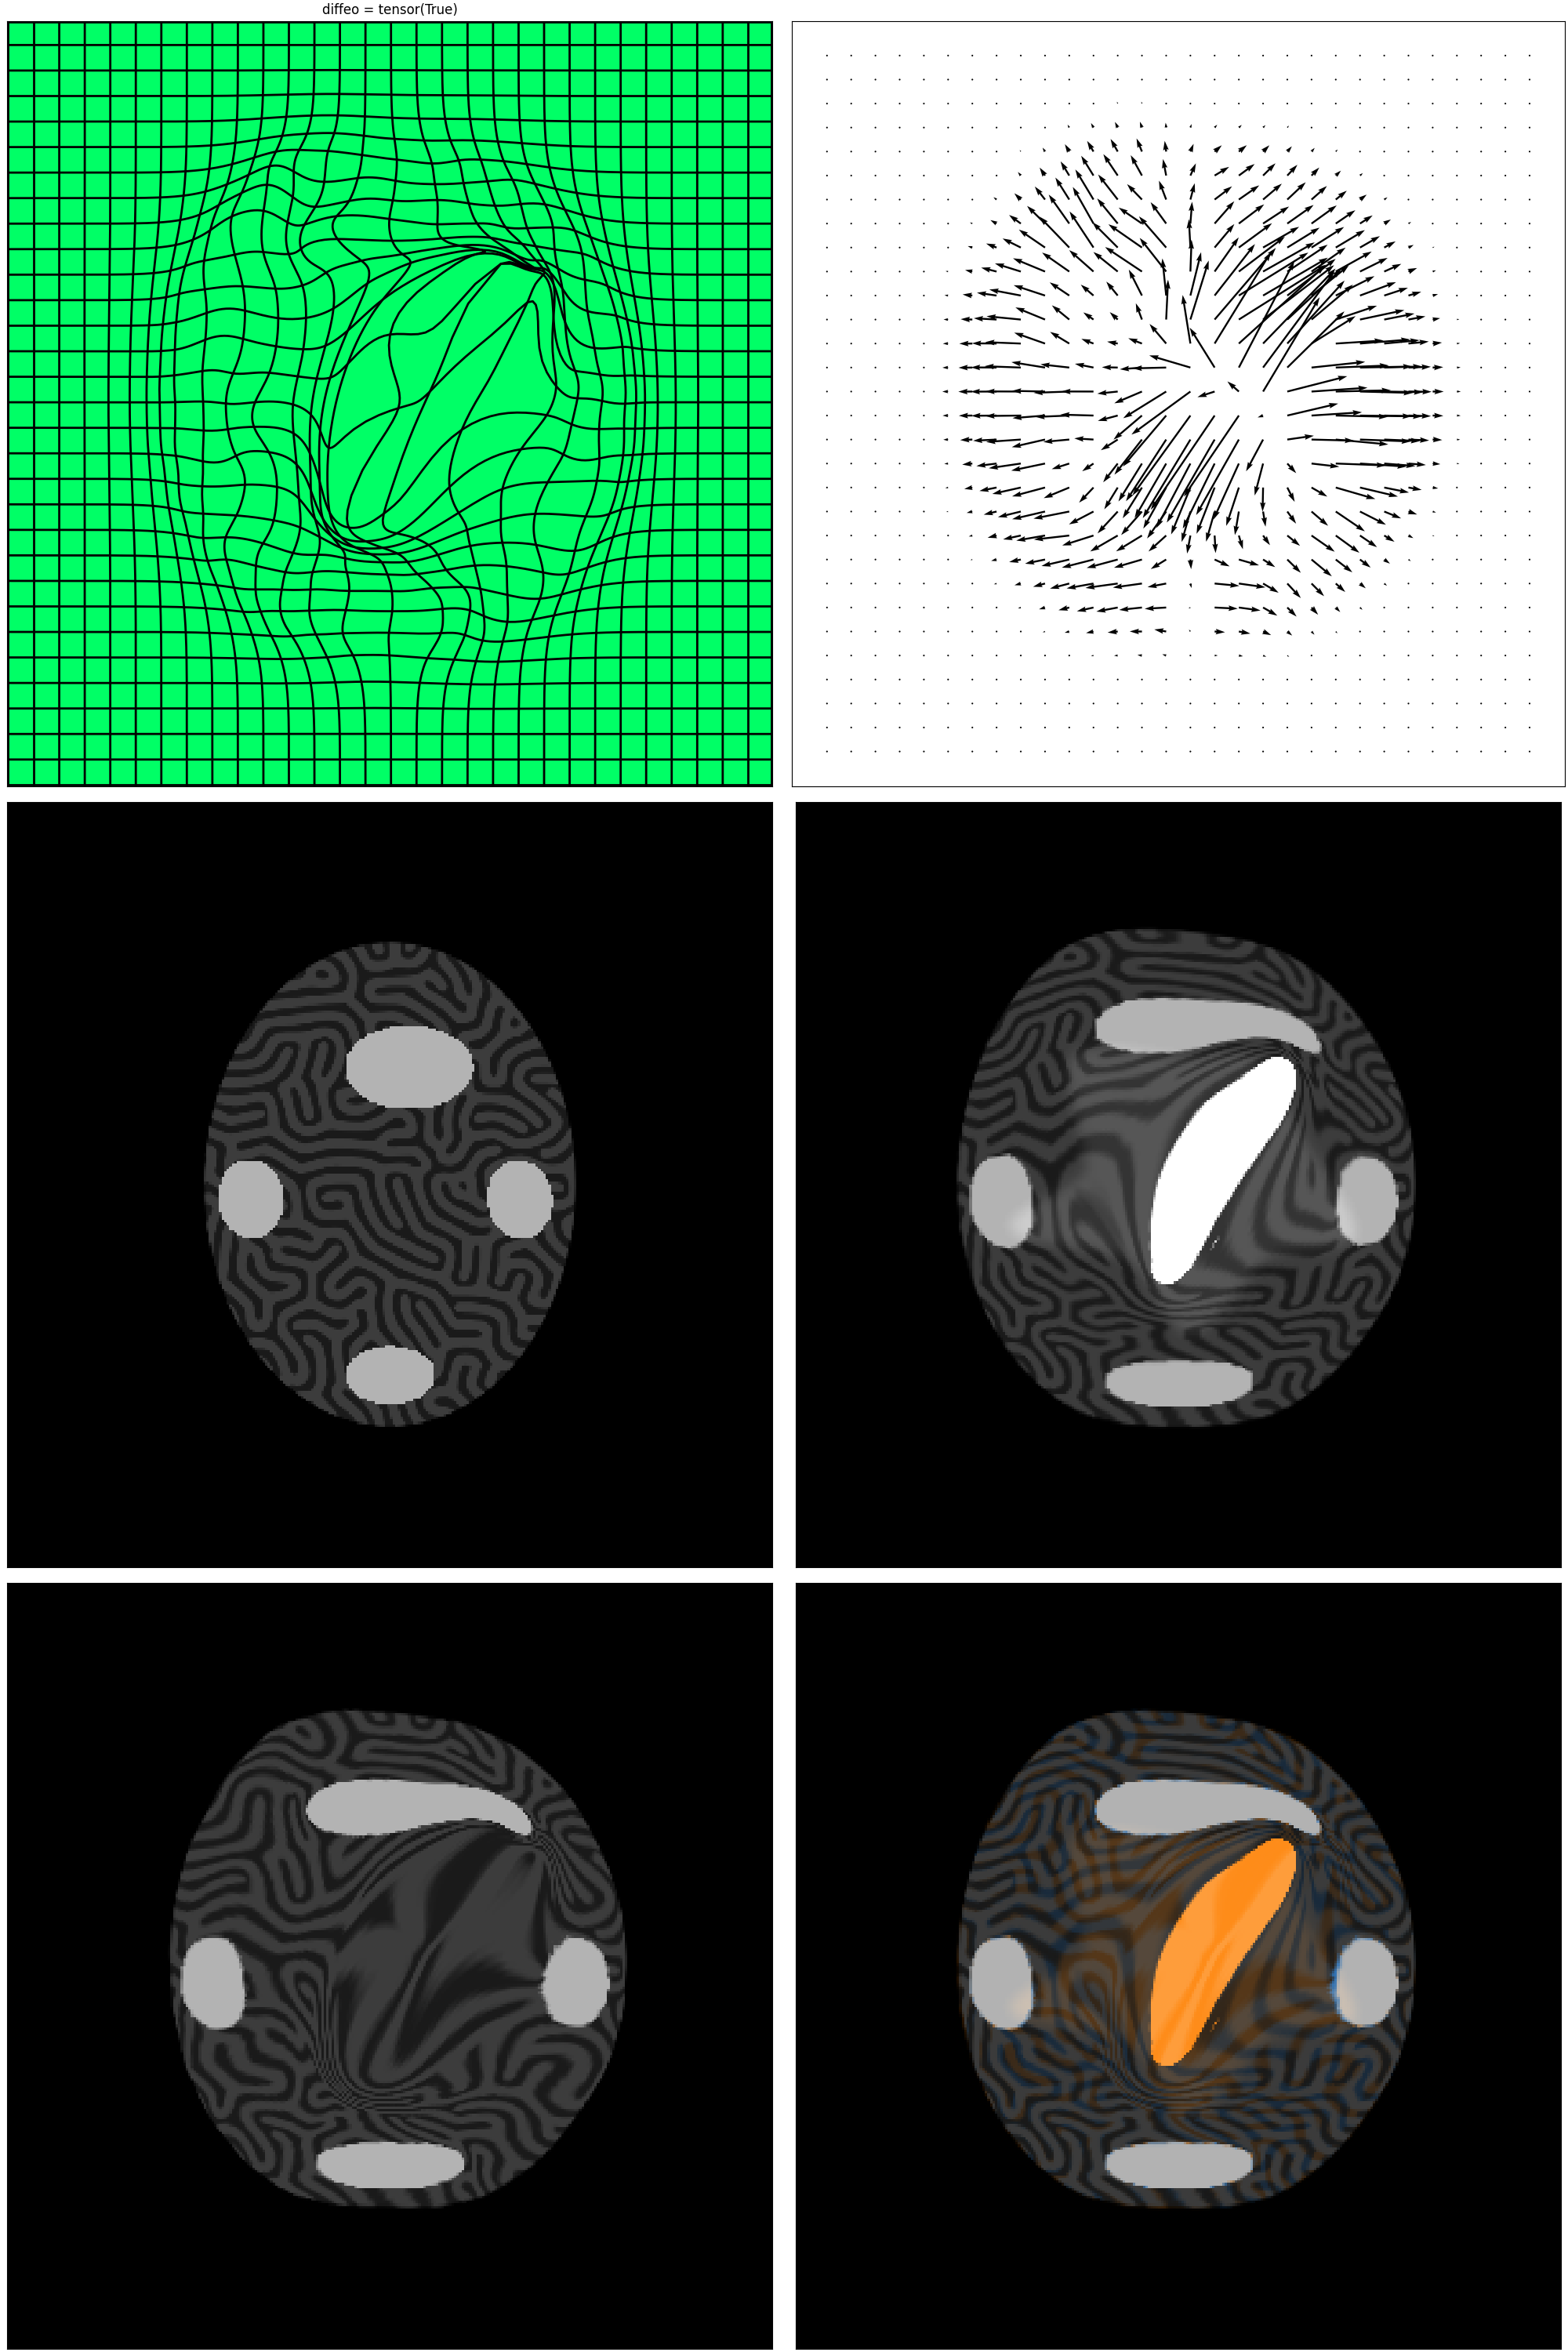 diffeo = tensor(True)